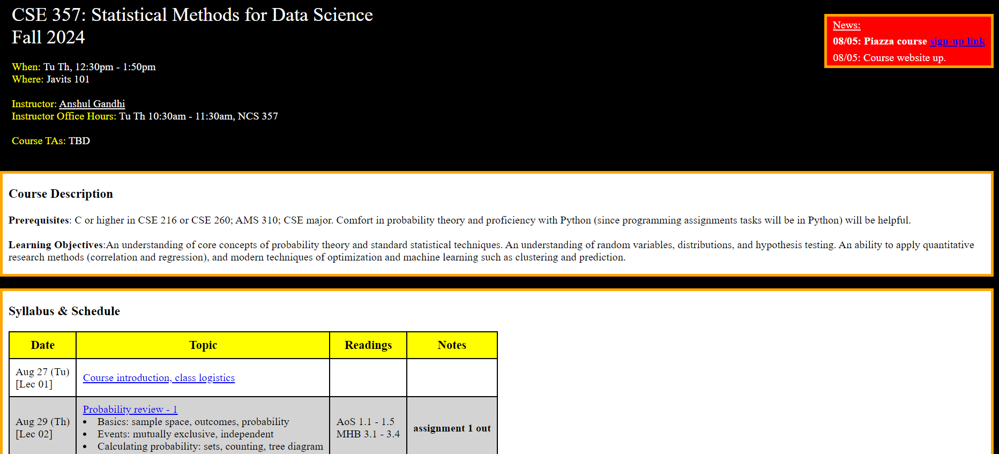 CSE 357: Statistical Methods for Data Science
Fall 2024
When: Tu Th, 12:30pm - 1:50pm
Where: Javits 101
Instructor: Anshul Gandhi
Instructor Office Hours: Tu Th 10:30am - 11:30am, NCS 357
Course TAs: TBD
News:
08/05: Piazza course sign-up link
08/05: Course website up.
Course Description
Prerequisites: C or higher in CSE 216 or CSE 260; AMS 310; CSE major. Comfort in probability theory and proficiency with Python (since programming assignments tasks will be in Python) will be helpful.
Learning Objectives:An understanding of core concepts of probability theory and standard statistical techniques. An understanding of random variables, distributions, and hypothesis testing. An ability to apply quantitative
research methods (correlation and regression), and modern techniques of optimization and machine learning such as clustering and prediction.
Syllabus & Schedule
Date Topic Readings Notes
Aug 27 (Tu)
[Lec 01]
Course introduction, class logistics
Aug 29 (Th)
[Lec 02]
Probability review - 1
• Basics: sample space, outcomes, probability
• Events: mutually exclusive, independent
• Calculating probability: sets, counting, tree diagram
AoS 1.1 - 1.5
MHB 3.1 - 3.4
assignment 1 out